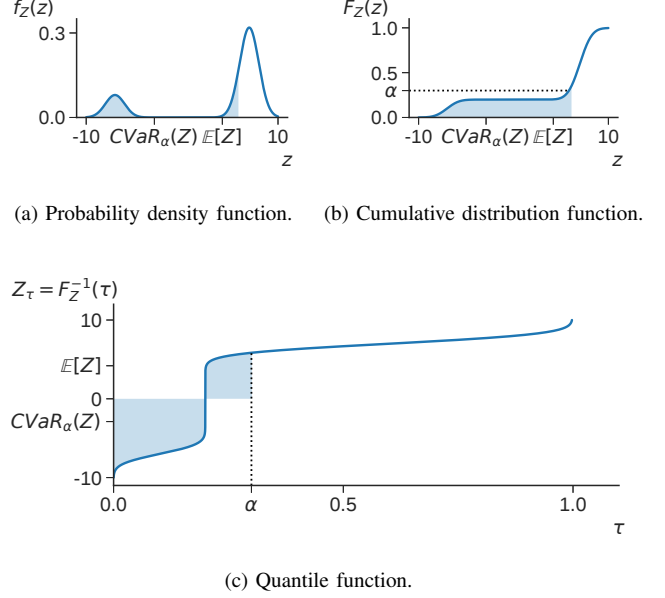 f_Z(z)
0.3
0.0
-10 CVaR_α(Z) 𝔼[Z] 10
z
F_Z(z)
1.0
0.5
α
0.0
-10 CVaR_α(Z) 𝔼[Z] 10
z
(a) Probability density function.
(b) Cumulative distribution function.
Z_τ = F_Z^{-1}(τ)
10
𝔼[Z]
0
CVaR_α(Z)
-10
0.0 α 0.5 1.0
τ
(c) Quantile function.